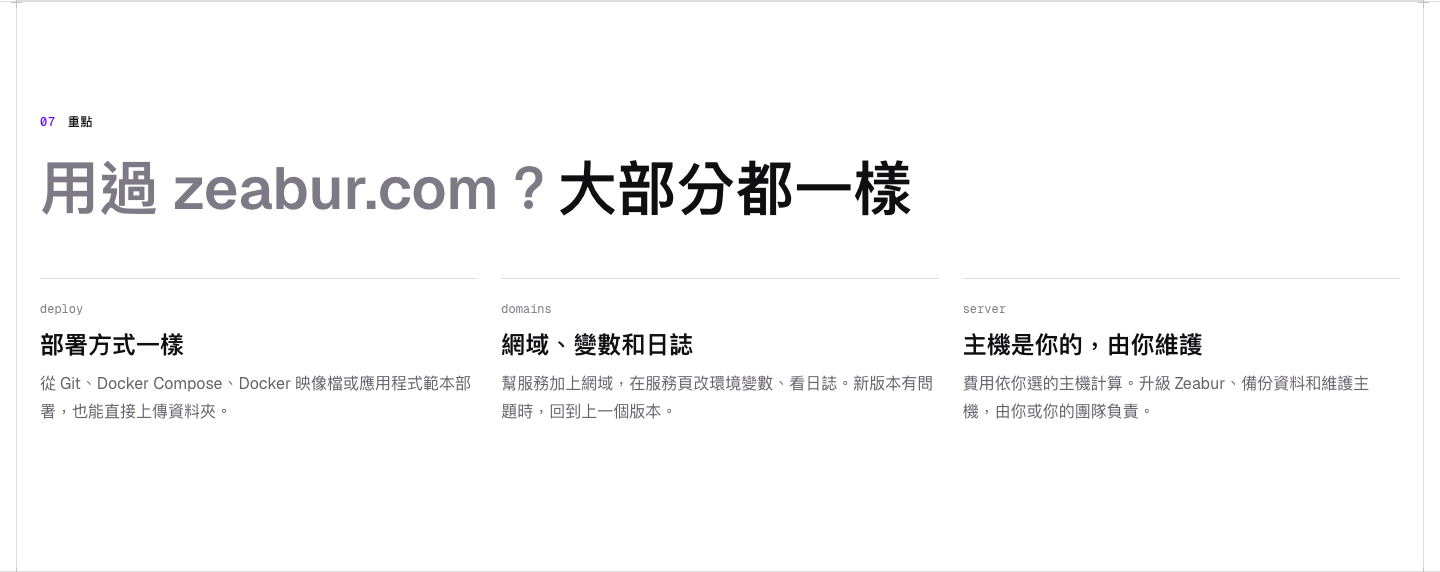 07 重點
用過 zeabur.com？大部分都一樣
deploy
部署方式一樣
從 Git、Docker Compose、Docker 映像檔或應用程式範本部
署，也能直接上傳資料夾。
domains
網域、變數和日誌
幫服務加上網域，在服務頁改環境變數、看日誌。新版本有問
題時，回到上一個版本。
server
主機是你的，由你維護
費用依你選的主機計算。升級 Zeabur、備份資料和維護主
機，由你或你的團隊負責。